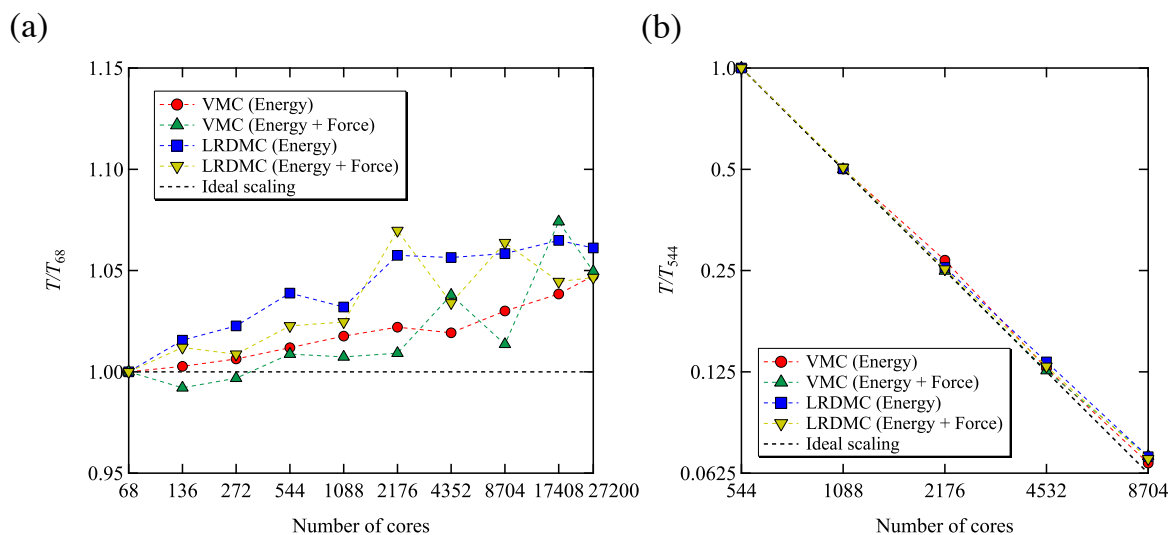 (a)
1.15
1.10
1.05
1.00
0.95
T/T68
VMC (Energy)
VMC (Energy + Force)
LRDMC (Energy)
LRDMC (Energy + Force)
Ideal scaling
68 136 272 544 1088 2176 4352 8704 17408 27200
Number of cores
(b)
1.0
0.5
0.25
0.125
0.0625
T/T544
VMC (Energy)
VMC (Energy + Force)
LRDMC (Energy)
LRDMC (Energy + Force)
Ideal scaling
544 1088 2176 4532 8704
Number of cores